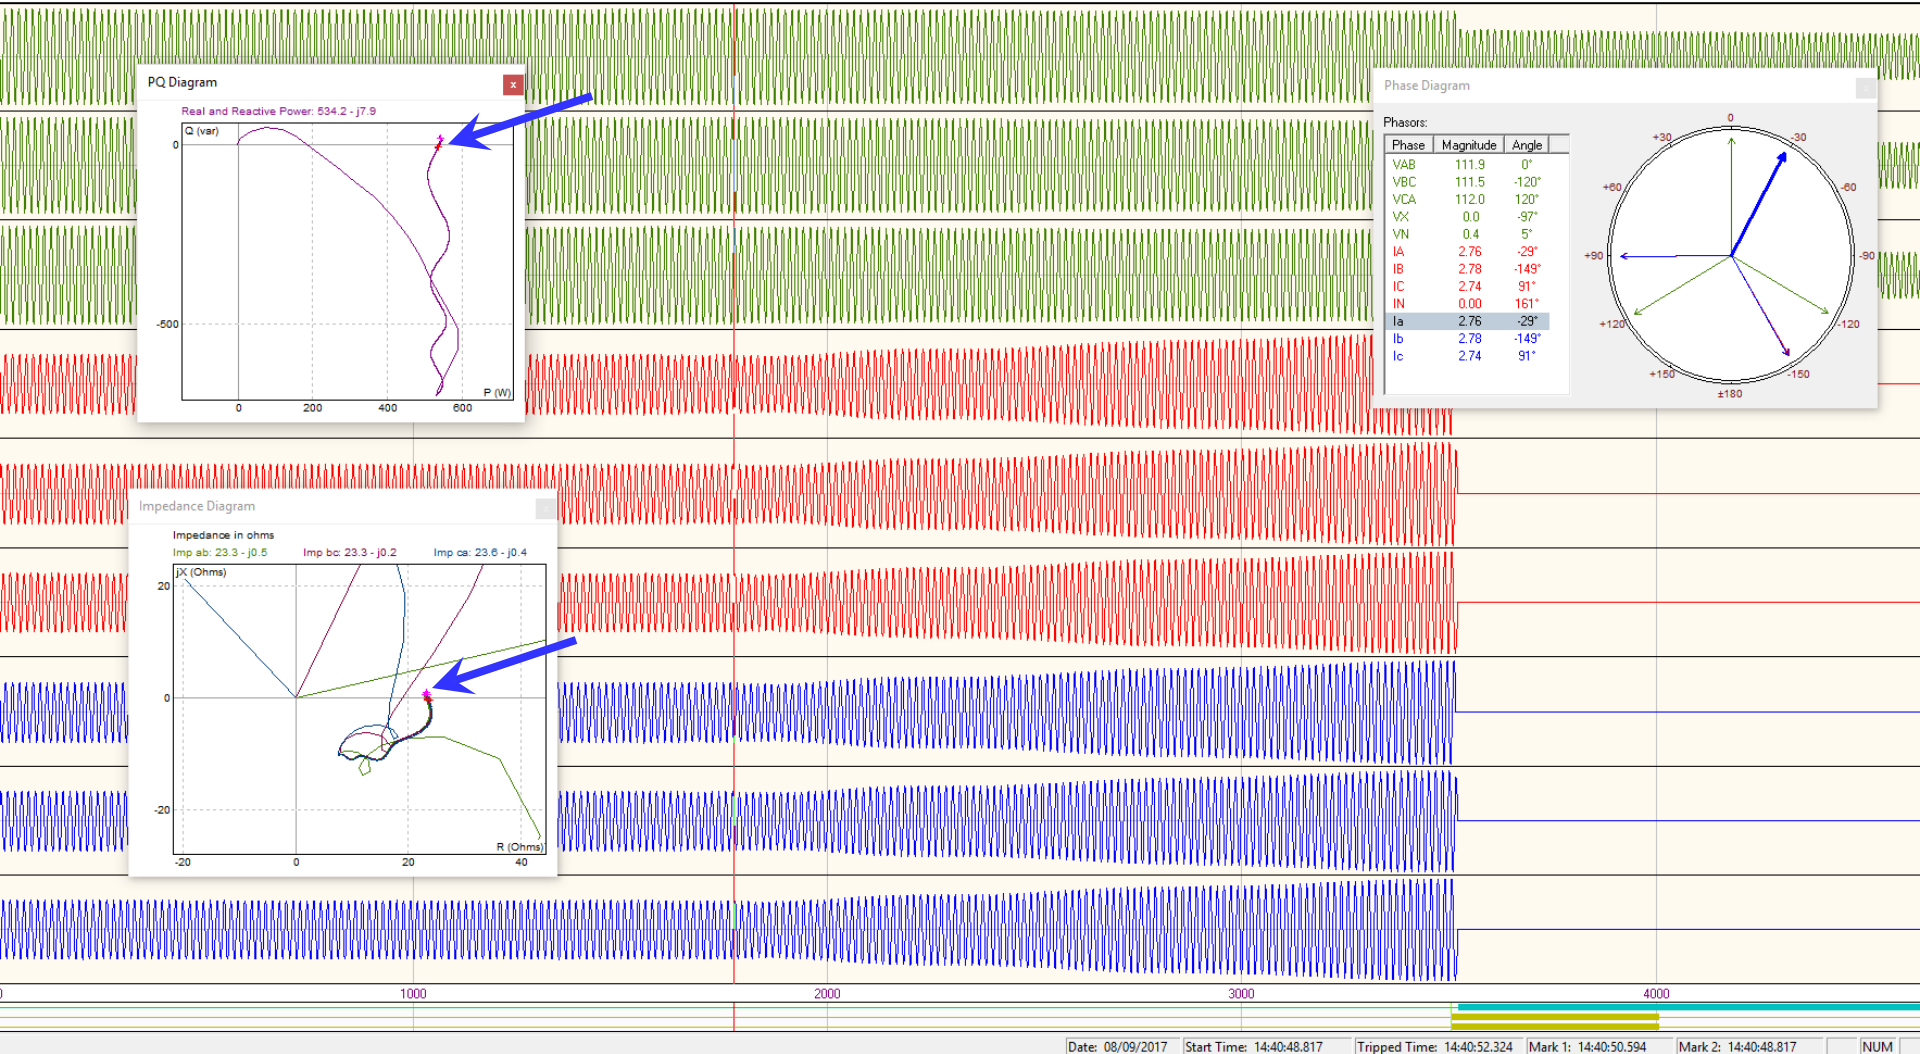 PQ Diagram
x
Real and Reactive Power: 534.2 - j7.9
Q (var)
0
-500
P (W)
0 200 400 600
Phase Diagram
Phasors:
Phase Magnitude Angle
VAB 111.9 0°
VBC 111.5 -120°
VCA 112.0 120°
VX 0.0 -97°
VN 0.4 5°
IA 2.76 -29°
IB 2.78 -149°
IC 2.74 91°
IN 0.00 161°
Ia 2.76 -29°
Ib 2.78 -149°
Ic 2.74 91°
0
+30 -30
+60 -60
+90 -90
+120 -120
+150 -150
±180
Impedance Diagram
Impedance in ohms
Imp ab: 23.3 - j0.5 Imp bc: 23.3 - j0.2 Imp ca: 23.6 - j0.4
jX (Ohms)
20
0
-20
R (Ohms)
-20 0 20 40
0 1000 2000 3000 4000
Date: 08/09/2017 Start Time: 14:40:48.817 Tripped Time: 14:40:52.324 Mark 1: 14:40:50.594 Mark 2: 14:40:48.817 NUM